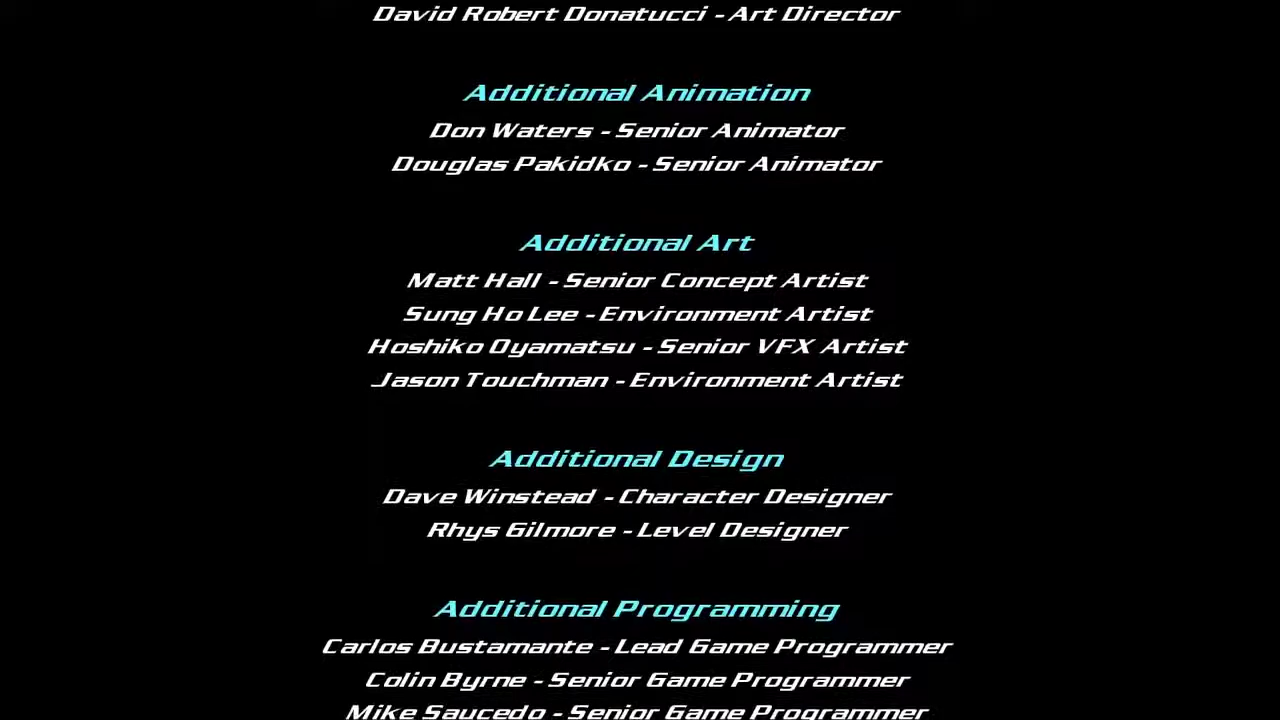 David Robert Donatucci - Art Director
Additional Animation
Don Waters - Senior Animator
Douglas Pakidko - Senior Animator
Additional Art
Matt Hall - Senior Concept Artist
Sung Ho Lee - Environment Artist
Hoshiko Oyamatsu - Senior VFX Artist
Jason Touchman - Environment Artist
Additional Design
Dave Winstead - Character Designer
Rhys Gilmore - Level Designer
Additional Programming
Carlos Bustamante - Lead Game Programmer
Colin Byrne - Senior Game Programmer
Mike Saucedo - Senior Game Programmer